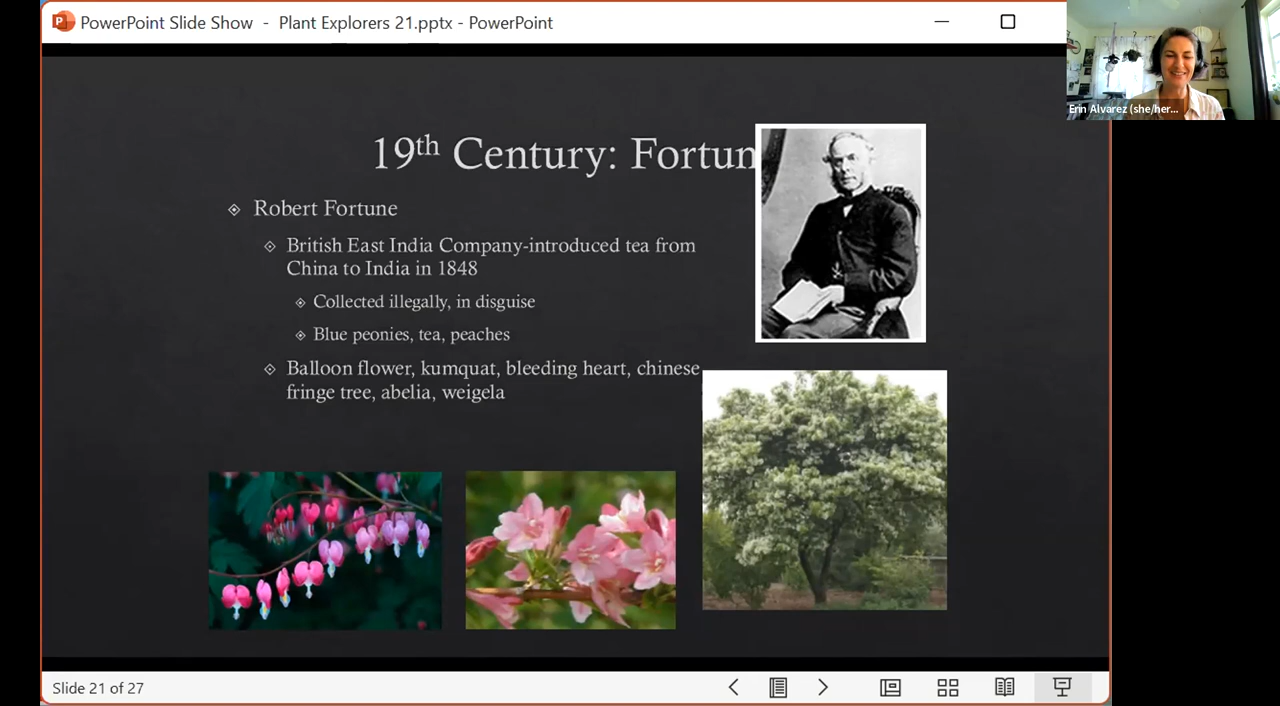 PowerPoint Slide Show - Plant Explorers 21.pptx - PowerPoint
Erin Alvarez (she/her...
19th Century: Fortun
Robert Fortune
British East India Company-introduced tea from
China to India in 1848
Collected illegally, in disguise
Blue peonies, tea, peaches
Balloon flower, kumquat, bleeding heart, chinese
fringe tree, abelia, weigela
Slide 21 of 27